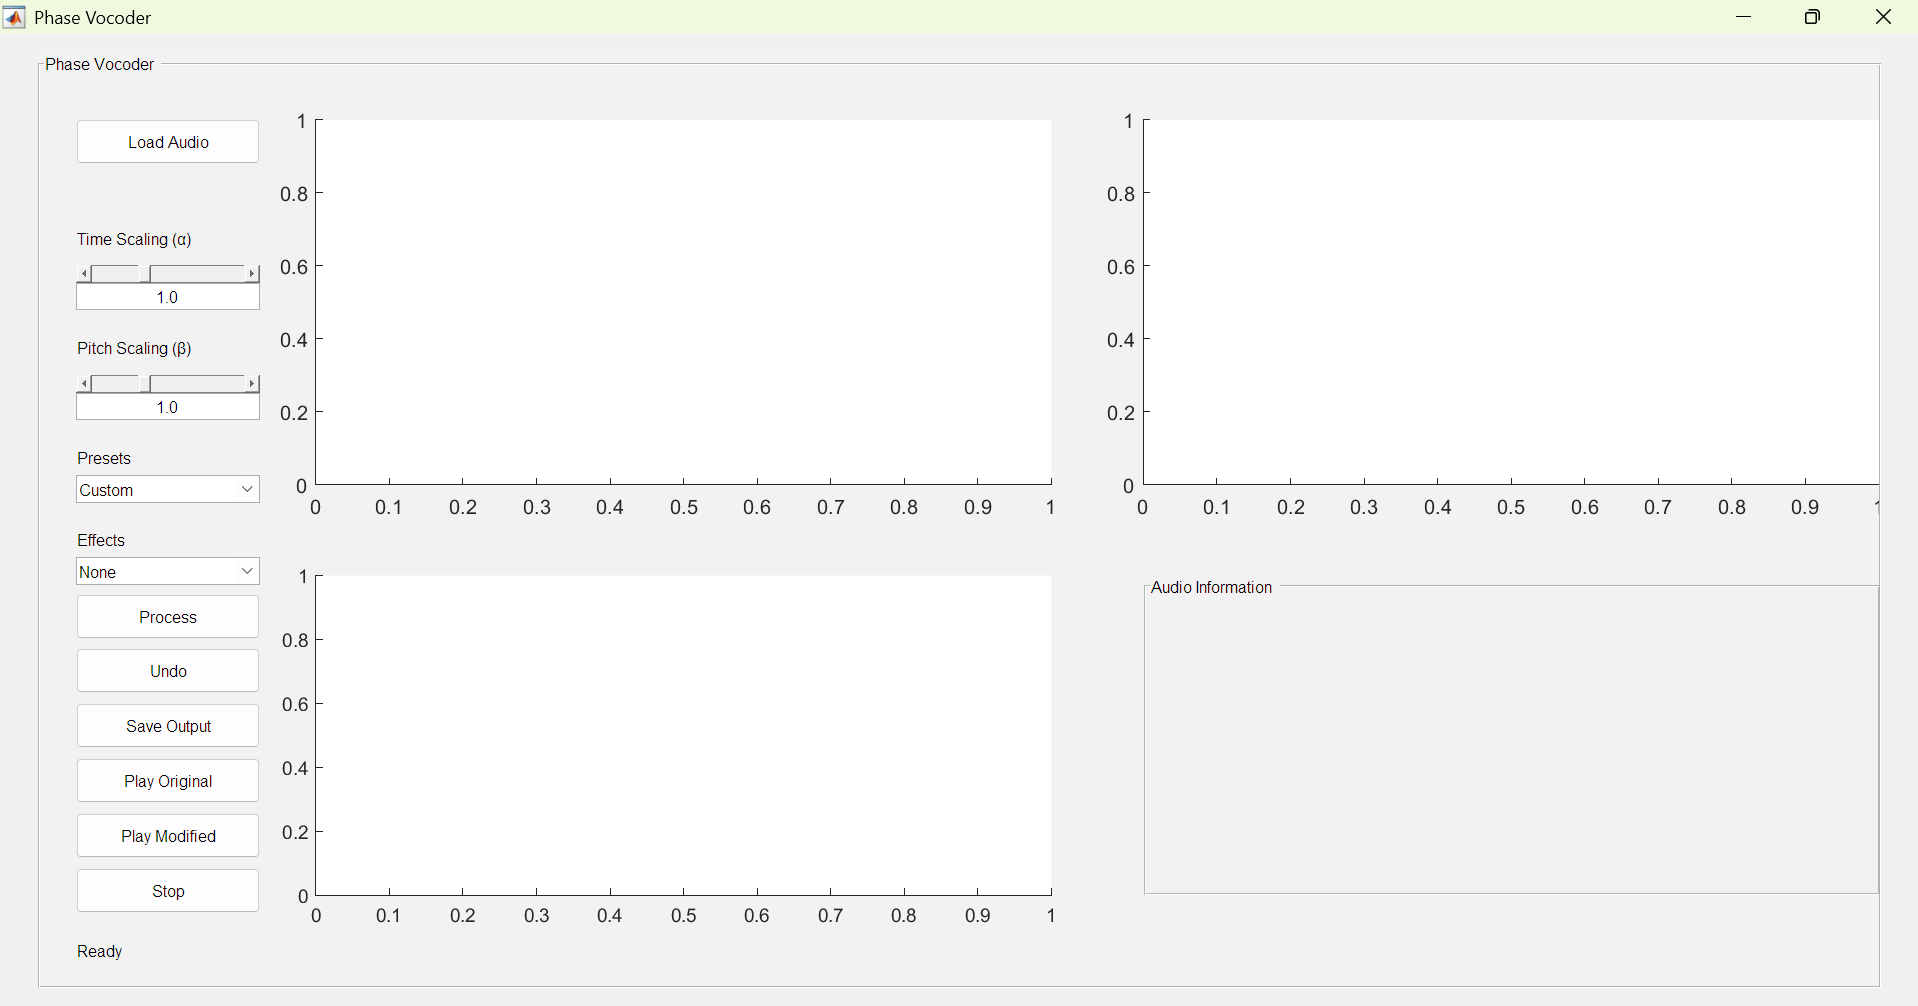 Phase Vocoder
Phase Vocoder
Load Audio
Time Scaling (α)
1.0
Pitch Scaling (β)
1.0
Presets
Custom
Effects
None
Process
Undo
Save Output
Play Original
Play Modified
Stop
Ready
1
0.8
0.6
0.4
0.2
0
0 0.1 0.2 0.3 0.4 0.5 0.6 0.7 0.8 0.9 1
1
0.8
0.6
0.4
0.2
0
0 0.1 0.2 0.3 0.4 0.5 0.6 0.7 0.8 0.9 1
1
0.8
0.6
0.4
0.2
0
0 0.1 0.2 0.3 0.4 0.5 0.6 0.7 0.8 0.9 1
Audio Information